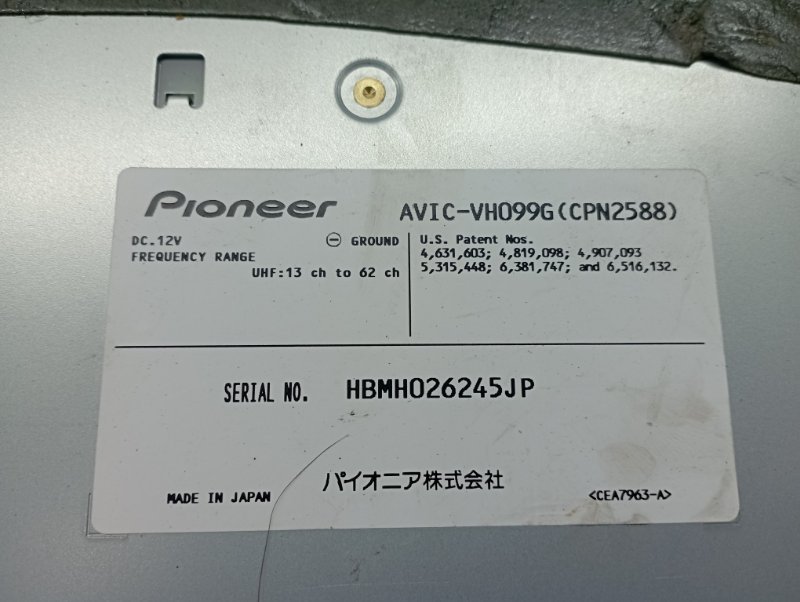 Pioneer
AVIC-VH099G(CPN2588)
DC.12V
⊖ GROUND
FREQUENCY RANGE
UHF:13 ch to 62 ch
U.S. Patent Nos.
4,631,603; 4,819,098; 4,907,093
5,315,448; 6,381,747; and 6,516,132.
SERIAL NO. HBMH026245JP
MADE IN JAPAN
パイオニア株式会社
<CEA7963-A>